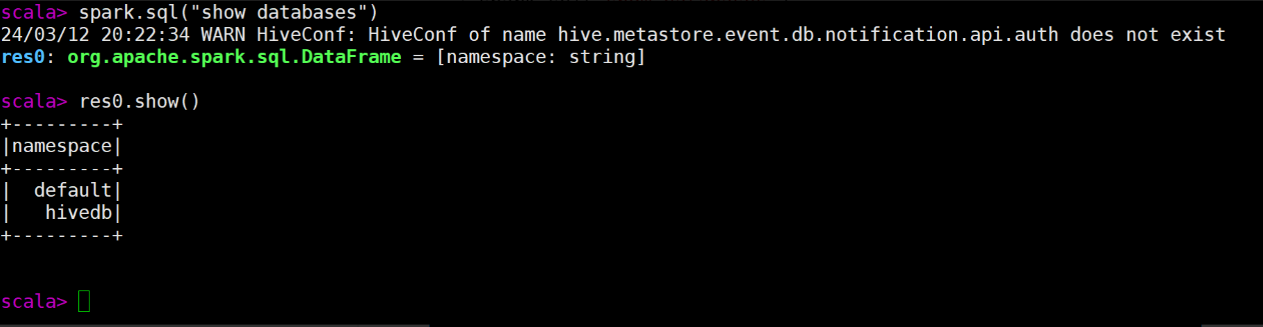 scala> spark.sql("show databases")
24/03/12 20:22:34 WARN HiveConf: HiveConf of name hive.metastore.event.db.notification.api.auth does not exist
res0: org.apache.spark.sql.DataFrame = [namespace: string]
scala> res0.show()
+---------+
|namespace|
+---------+
|  default|
|   hivedb|
+---------+
scala>